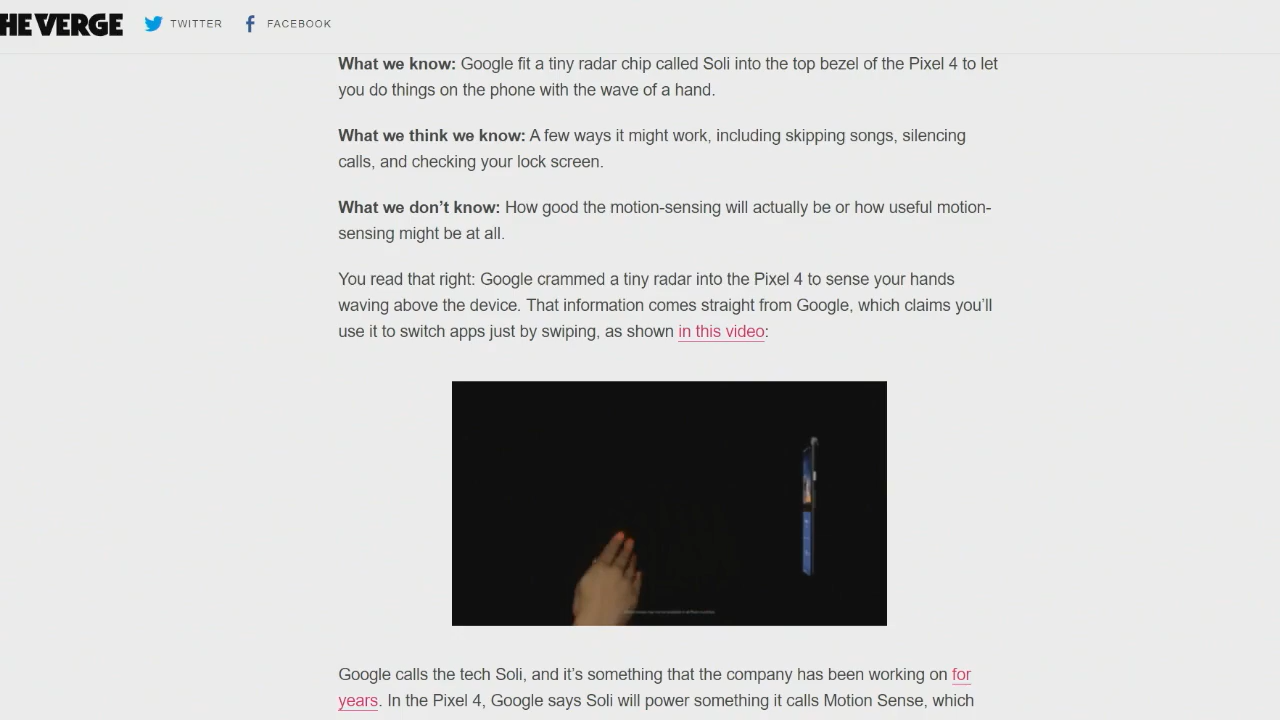 HE VERGE TWITTER FACEBOOK
What we know: Google fit a tiny radar chip called Soli into the top bezel of the Pixel 4 to let
you do things on the phone with the wave of a hand.
What we think we know: A few ways it might work, including skipping songs, silencing
calls, and checking your lock screen.
What we don’t know: How good the motion-sensing will actually be or how useful motion-
sensing might be at all.
You read that right: Google crammed a tiny radar into the Pixel 4 to sense your hands
waving above the device. That information comes straight from Google, which claims you’ll
use it to switch apps just by swiping, as shown in this video:
Google calls the tech Soli, and it’s something that the company has been working on for
years. In the Pixel 4, Google says Soli will power something it calls Motion Sense, which